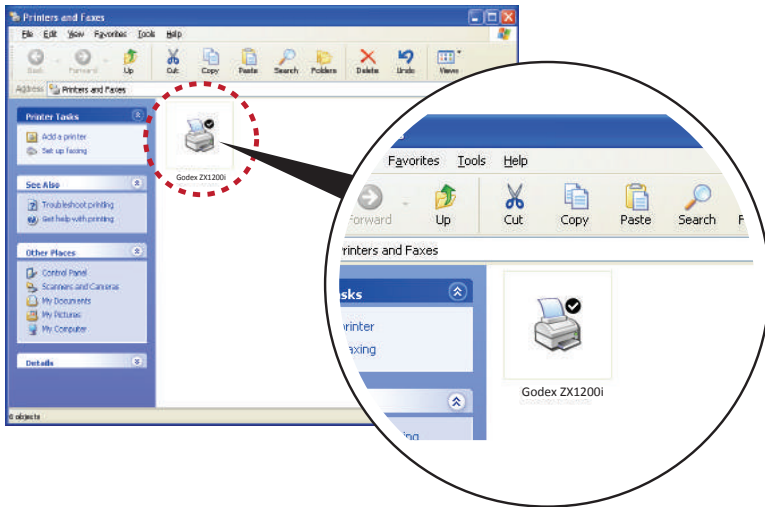 Printers and Faxes
File Edit View Favorites Tools Help
Back Forward Up Cut Copy Paste Search Folders Delete Undo Views
Address Printers and Faxes
Printer Tasks
Add a printer
Set up faxing
See Also
Troubleshoot printing
Get help with printing
Other Places
Control Panel
Scanners and Cameras
My Documents
My Pictures
My Computer
Details
objects
Godex ZX1200i
s
Favorites Tools Help
Forward Up Cut Copy Paste Search F
rinters and Faxes
sks
rinter
axing
ing
Godex ZX1200i